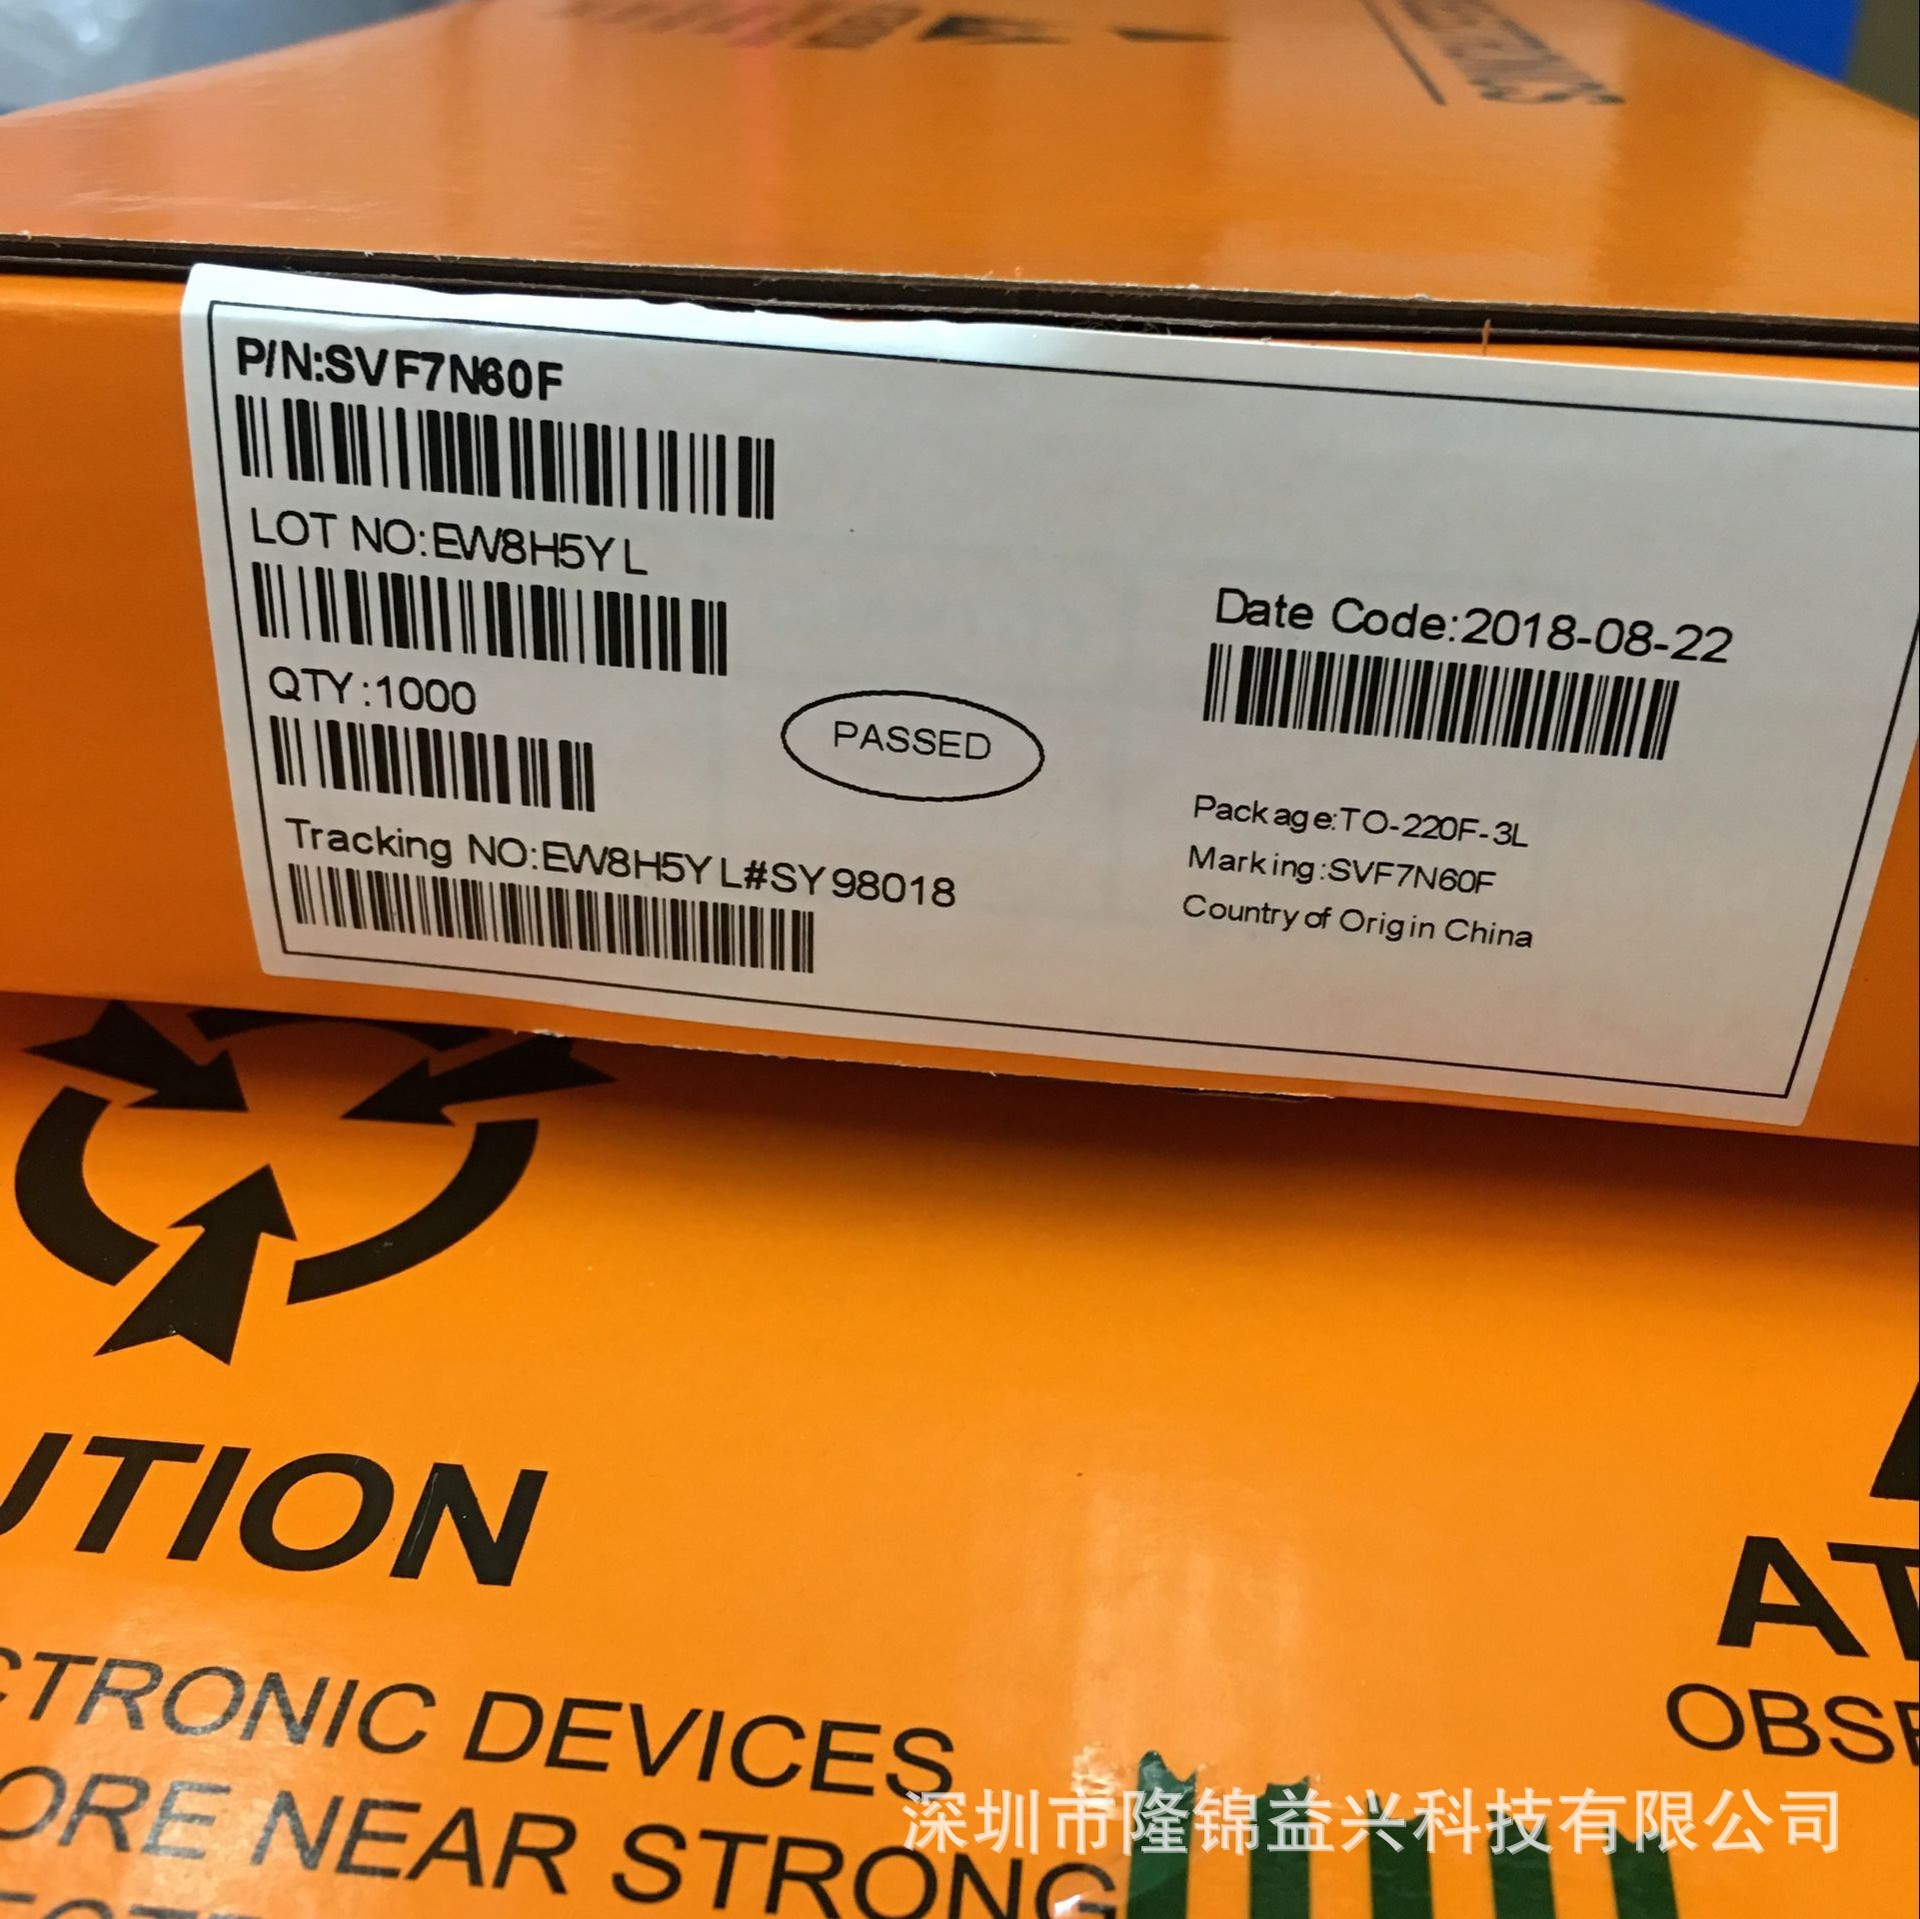 P/N:SVF7N60F
LOT NO:EW8H5YL
QTY:1000
Tracking NO:EW8H5YL#SY98018
PASSED
Date Code:2018-08-22
Package:TO-220F-3L
Marking:SVF7N60F
Country of Origin China
UTION
CTRONIC DEVICES
ORE NEAR STRONG
AT
OBSE
深圳市隆锦益兴科技有限公司